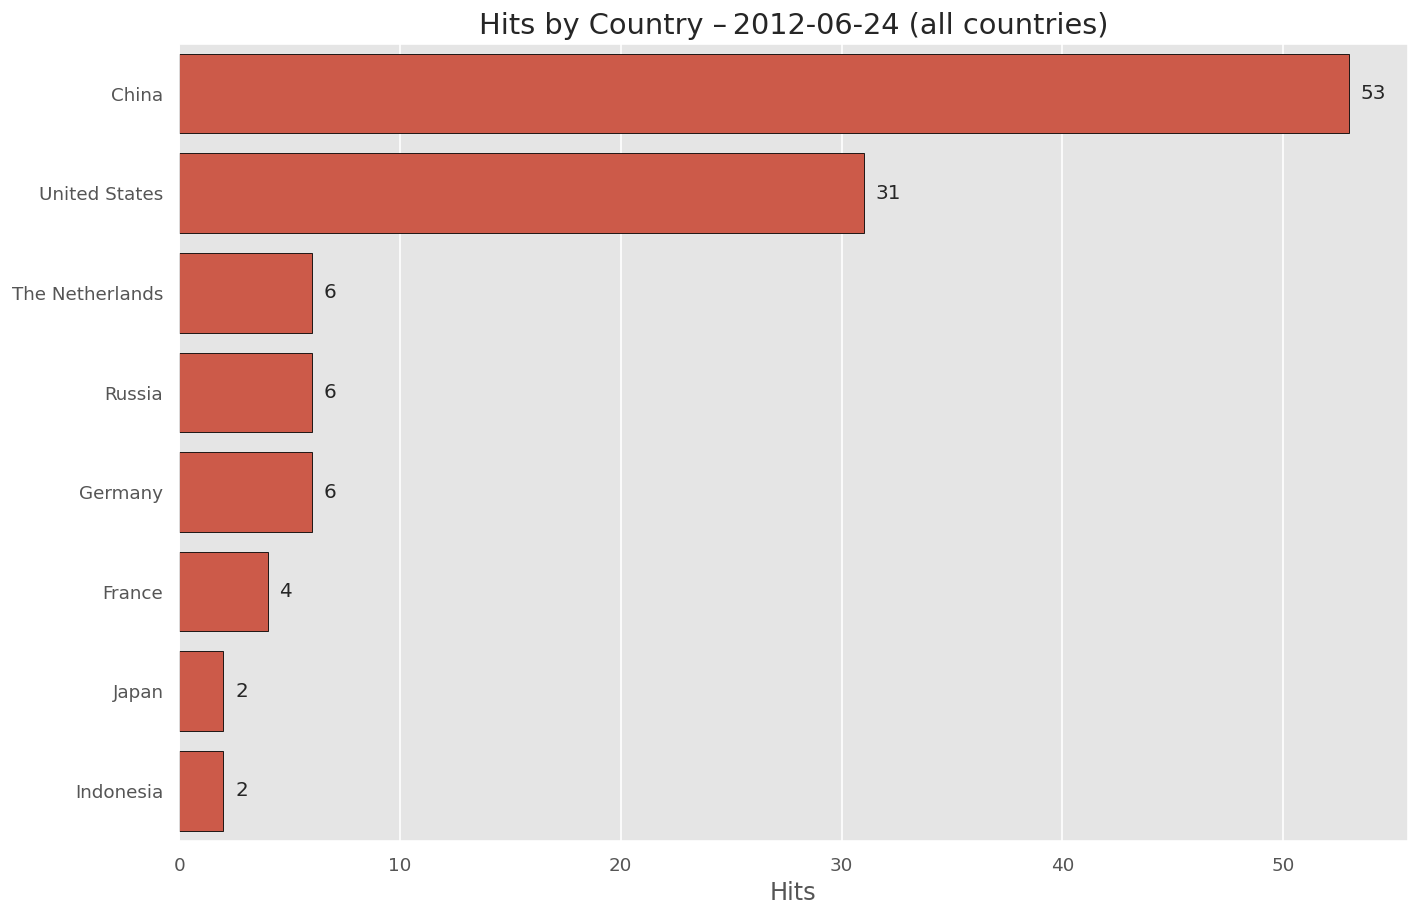 Hits by Country – 2012-06-24 (all countries)
China 53
United States 31
The Netherlands 6
Russia 6
Germany 6
France 4
Japan 2
Indonesia 2
0 10 20 30 40 50
Hits